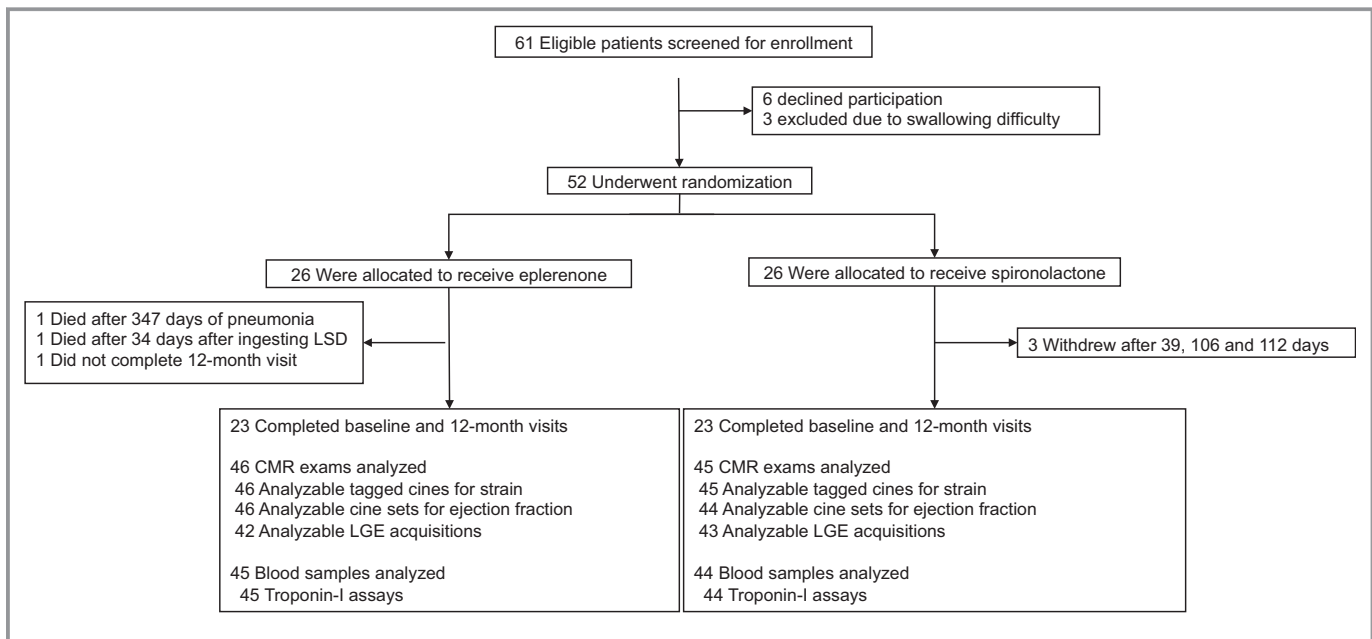 61 Eligible patients screened for enrollment
6 declined participation
3 excluded due to swallowing difficulty
52 Underwent randomization
26 Were allocated to receive eplerenone
26 Were allocated to receive spironolactone
1 Died after 347 days of pneumonia
1 Died after 34 days after ingesting LSD
1 Did not complete 12-month visit
3 Withdrew after 39, 106 and 112 days
23 Completed baseline and 12-month visits
46 CMR exams analyzed
46 Analyzable tagged cines for strain
46 Analyzable cine sets for ejection fraction
42 Analyzable LGE acquisitions
45 Blood samples analyzed
45 Troponin-I assays
23 Completed baseline and 12-month visits
45 CMR exams analyzed
45 Analyzable tagged cines for strain
44 Analyzable cine sets for ejection fraction
43 Analyzable LGE acquisitions
44 Blood samples analyzed
44 Troponin-I assays